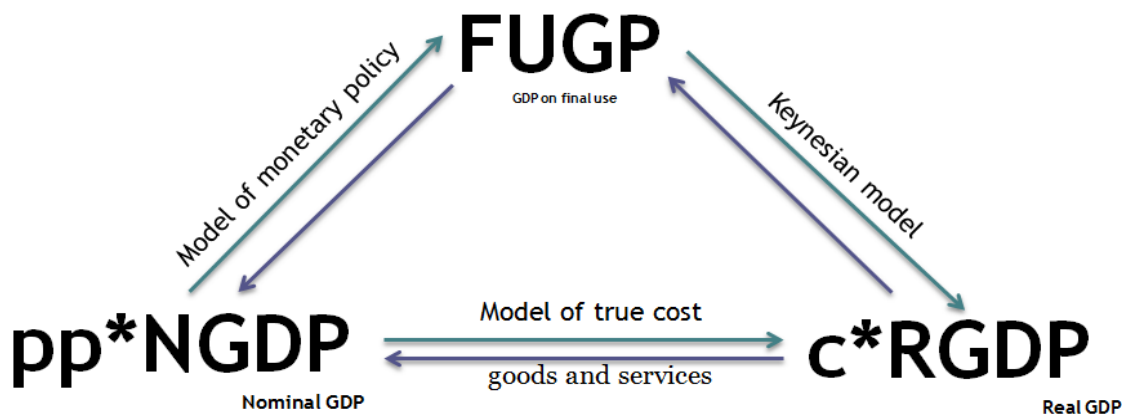 FUGP
GDP on final use
Model of monetary policy
Keynesian model
Model of true cost
goods and services
pp*NGDP
Nominal GDP
c*RGDP
Real GDP